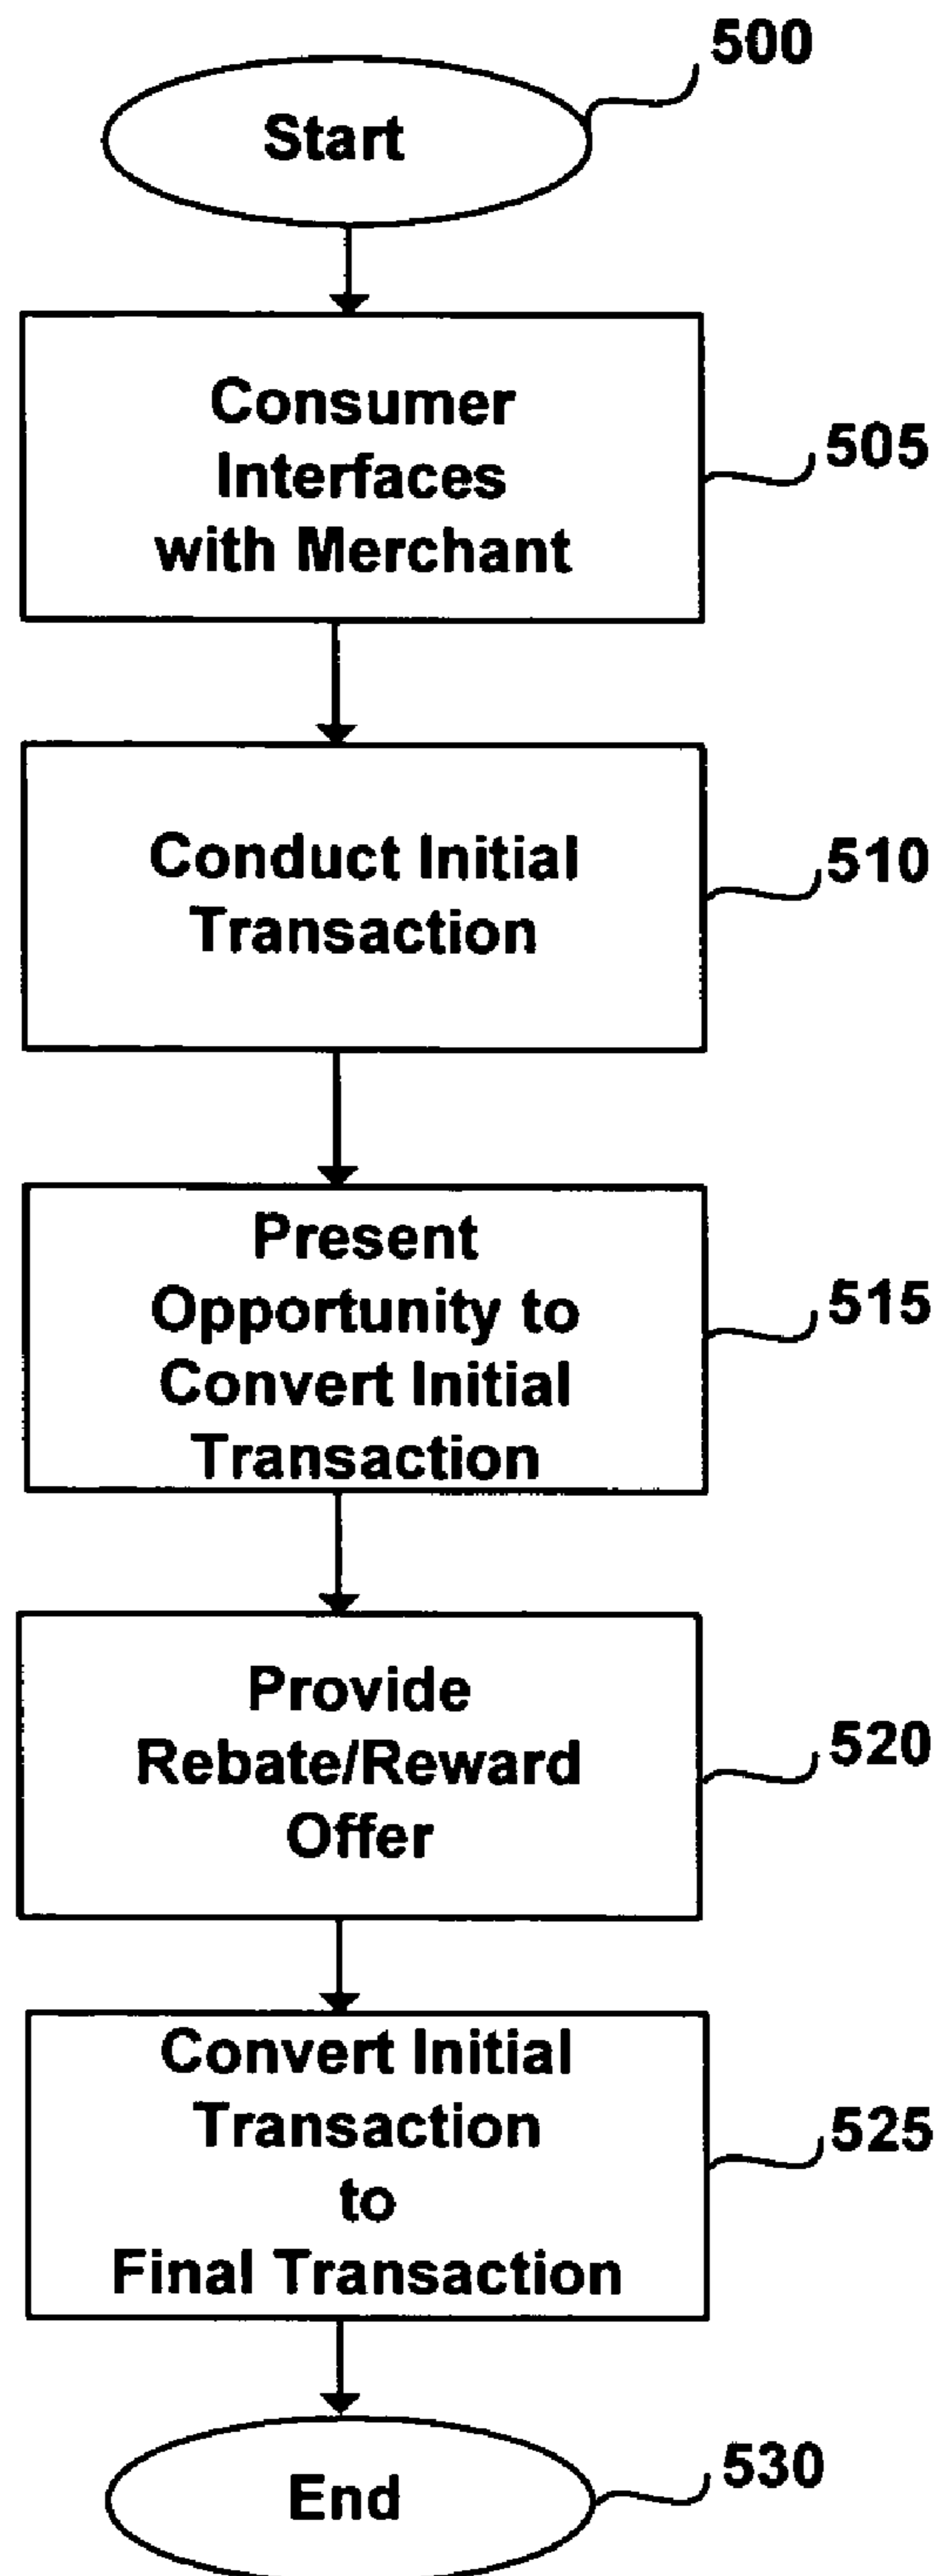 500
Start
Consumer
Interfaces
with Merchant
505
Conduct Initial
Transaction
510
Present
Opportunity to
Convert Initial
Transaction
515
Provide
Rebate/Reward
Offer
520
Convert Initial
Transaction
to
Final Transaction
525
End
530